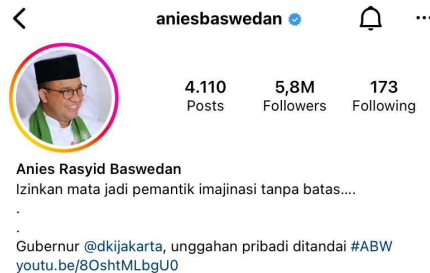 aniesbaswedan
4.110 5,8M 173
Posts Followers Following
Anies Rasyid Baswedan
Izinkan mata jadi pemantik imajinasi tanpa batas....
.
.
Gubernur @dkijakarta, unggahan pribadi ditandai #ABW
youtu.be/8OshtMLbgU0